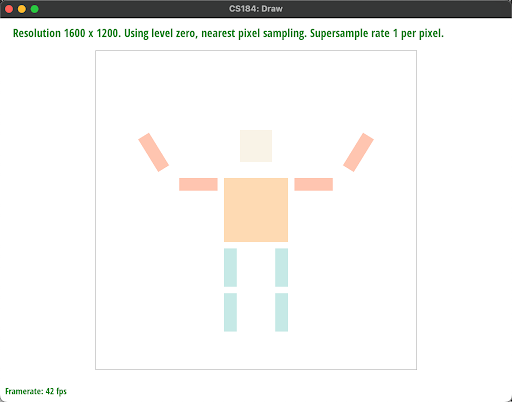 CS184: Draw
Resolution 1600 x 1200. Using level zero, nearest pixel sampling. Supersample rate 1 per pixel.
Framerate: 42 fps